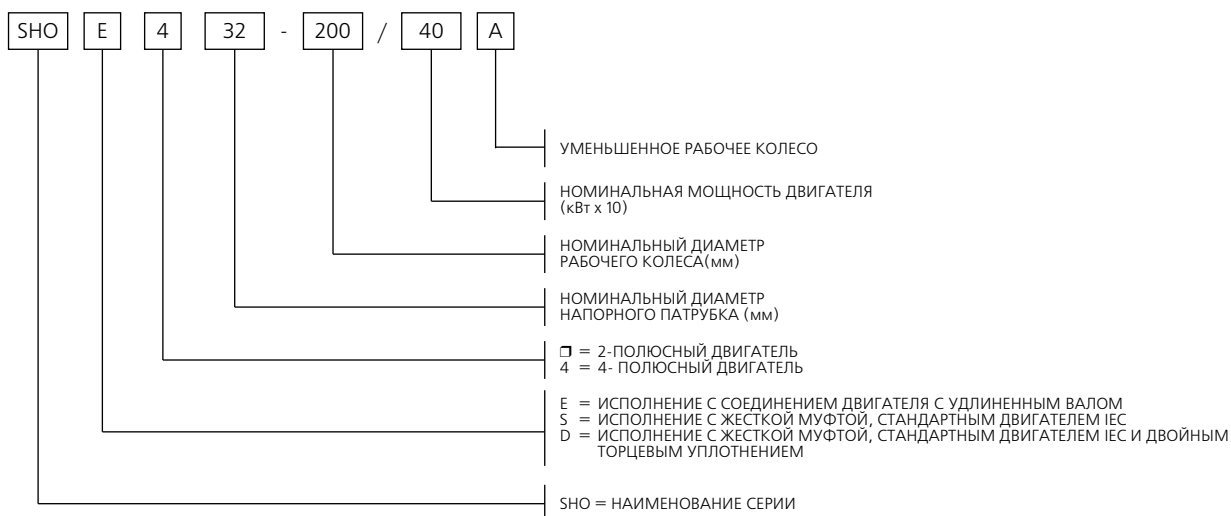 SHO E 4 32 - 200 / 40 A
УМЕНЬШЕННОЕ РАБОЧЕЕ КОЛЕСО
НОМИНАЛЬНАЯ МОЩНОСТЬ ДВИГАТЕЛЯ
(кВт x 10)
НОМИНАЛЬНЫЙ ДИАМЕТР
РАБОЧЕГО КОЛЕСА(мм)
НОМИНАЛЬНЫЙ ДИАМЕТР
НАПОРНОГО ПАТРУБКА (мм)
❒ = 2-ПОЛЮСНЫЙ ДВИГАТЕЛЬ
4 = 4- ПОЛЮСНЫЙ ДВИГАТЕЛЬ
E = ИСПОЛНЕНИЕ С СОЕДИНЕНИЕМ ДВИГАТЕЛЯ С УДЛИНЕННЫМ ВАЛОМ
S = ИСПОЛНЕНИЕ С ЖЕСТКОЙ МУФТОЙ, СТАНДАРТНЫМ ДВИГАТЕЛЕМ IEC
D = ИСПОЛНЕНИЕ С ЖЕСТКОЙ МУФТОЙ, СТАНДАРТНЫМ ДВИГАТЕЛЕМ IEC И ДВОЙНЫМ
ТОРЦЕВЫМ УПЛОТНЕНИЕМ
SHO = НАИМЕНОВАНИЕ СЕРИИ